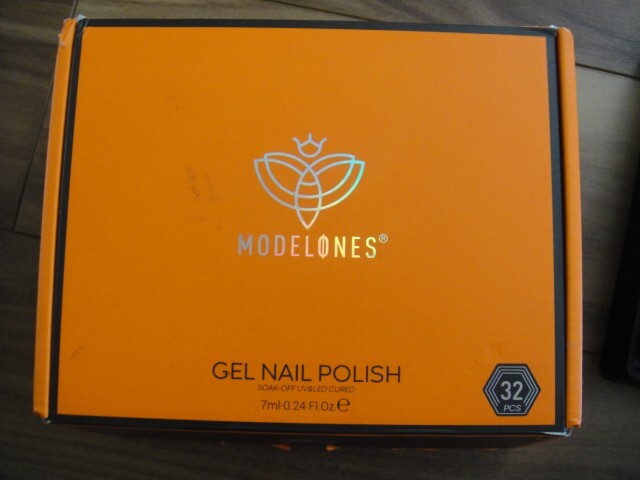 MODELONES®
GEL NAIL POLISH
SOAK-OFF UV&LED CURED
7ml-0.24 Fl.Oz.℮
32
PCS